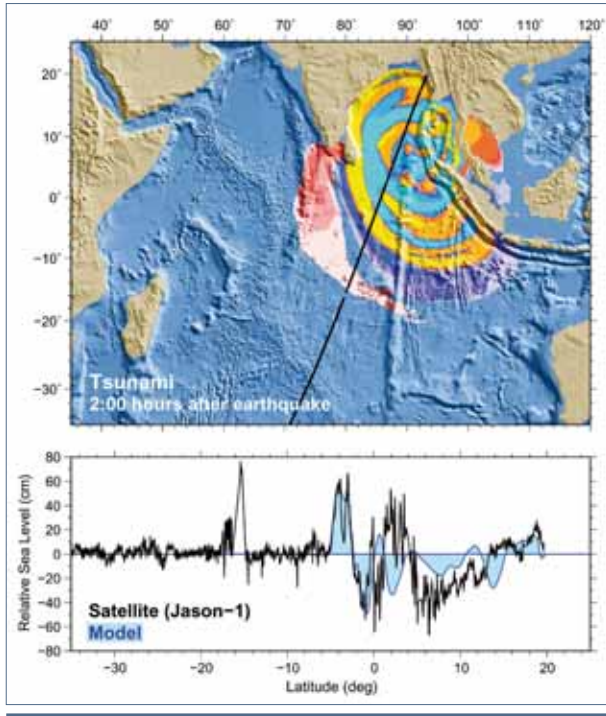 40° 50° 60° 70° 80° 90° 100° 110° 120°
20°
10°
0°
−10°
−20°
−30°
Tsunami
2:00 hours after earthquake
80
60
40
20
0
−20
−40
−60
−80
Relative Sea Level (cm)
Satellite (Jason−1)
Model
−30 −20 −10 0 10 20
Latitude (deg)